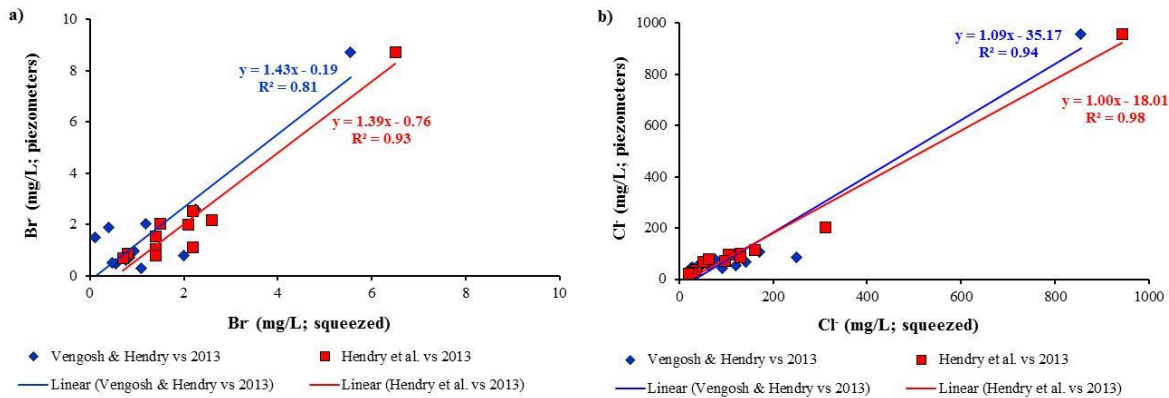 a)
Br⁻ (mg/L; piezometers)
10
8
6
4
2
0
y = 1.43x - 0.19
R² = 0.81
y = 1.39x - 0.76
R² = 0.93
0
2
4
6
8
10
Br⁻ (mg/L; squeezed)
Vengosh & Hendry vs 2013
Hendry et al. vs 2013
Linear (Vengosh & Hendry vs 2013)
Linear (Hendry et al. vs 2013)
b)
Cl⁻ (mg/L; piezometers)
1000
800
600
400
200
0
y = 1.09x - 35.17
R² = 0.94
y = 1.00x - 18.01
R² = 0.98
0
200
400
600
800
1000
Cl⁻ (mg/L; squeezed)
Vengosh & Hendry vs 2013
Hendry et al. vs 2013
Linear (Vengosh & Hendry vs 2013)
Linear (Hendry et al. vs 2013)